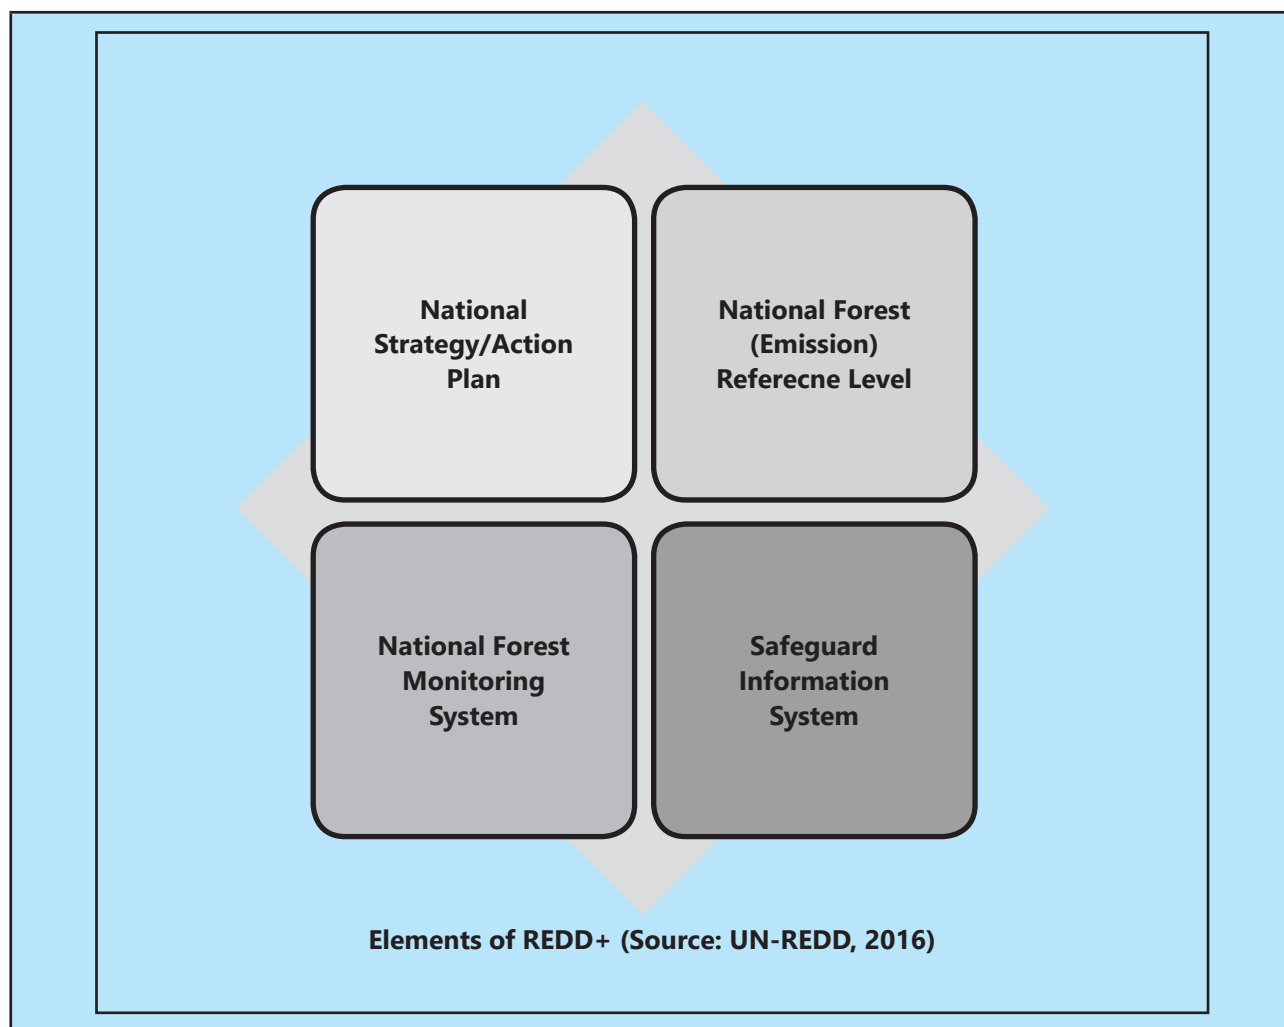 National
Strategy/Action
Plan
National Forest
(Emission)
Referecne Level
National Forest
Monitoring
System
Safeguard
Information
System
Elements of REDD+ (Source: UN-REDD, 2016)